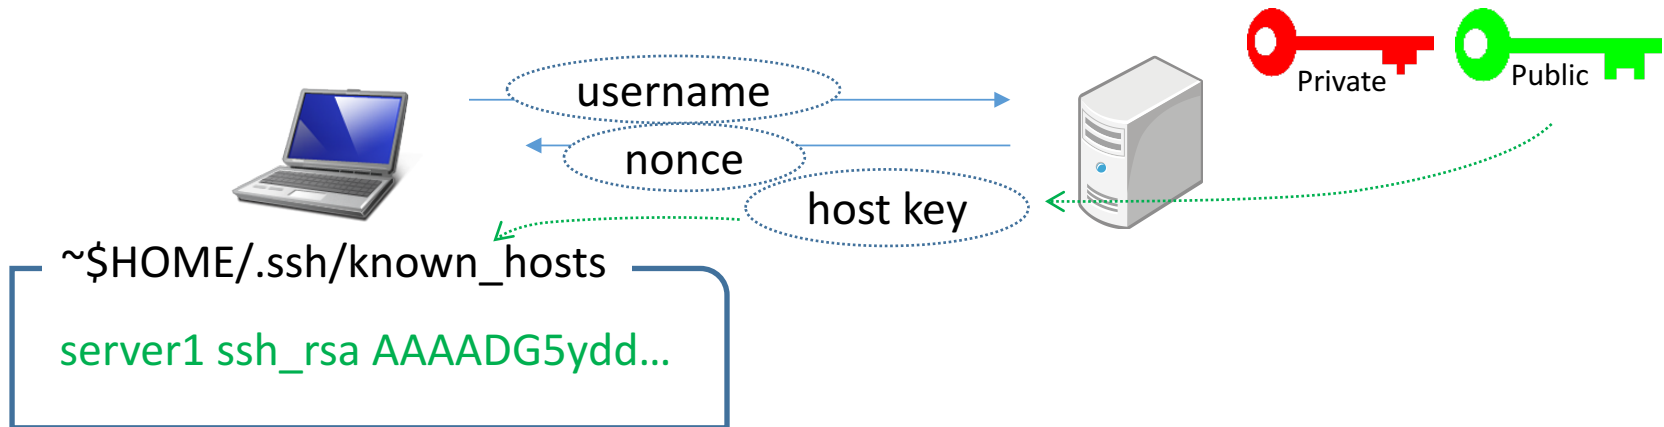 username
Private
Public
nonce
host key
~$HOME/.ssh/known_hosts
server1 ssh_rsa AAAADG5ydd…